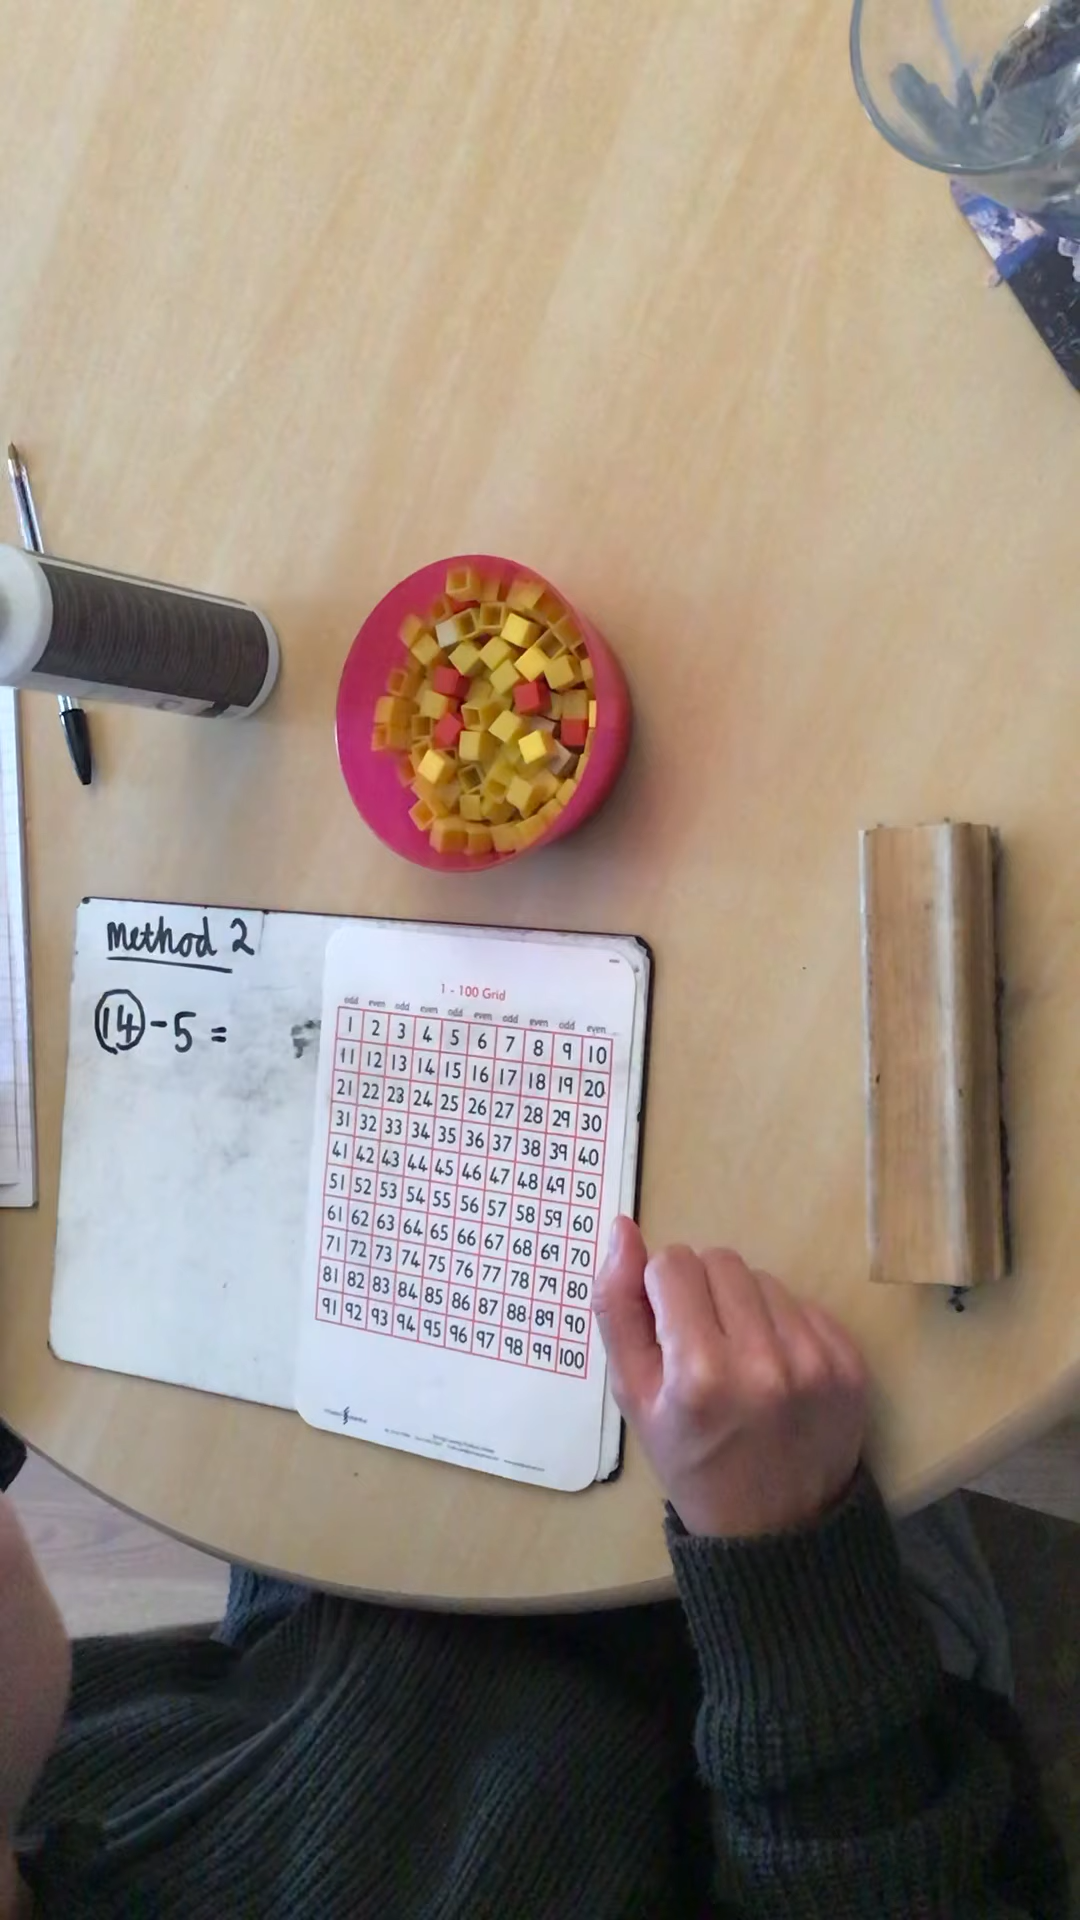 Method 2
14 - 5 =
1 - 100 Grid
odd even odd even odd even odd even odd even
1 2 3 4 5 6 7 8 9 10
11 12 13 14 15 16 17 18 19 20
21 22 23 24 25 26 27 28 29 30
31 32 33 34 35 36 37 38 39 40
41 42 43 44 45 46 47 48 49 50
51 52 53 54 55 56 57 58 59 60
61 62 63 64 65 66 67 68 69 70
71 72 73 74 75 76 77 78 79 80
81 82 83 84 85 86 87 88 89 90
91 92 93 94 95 96 97 98 99 100